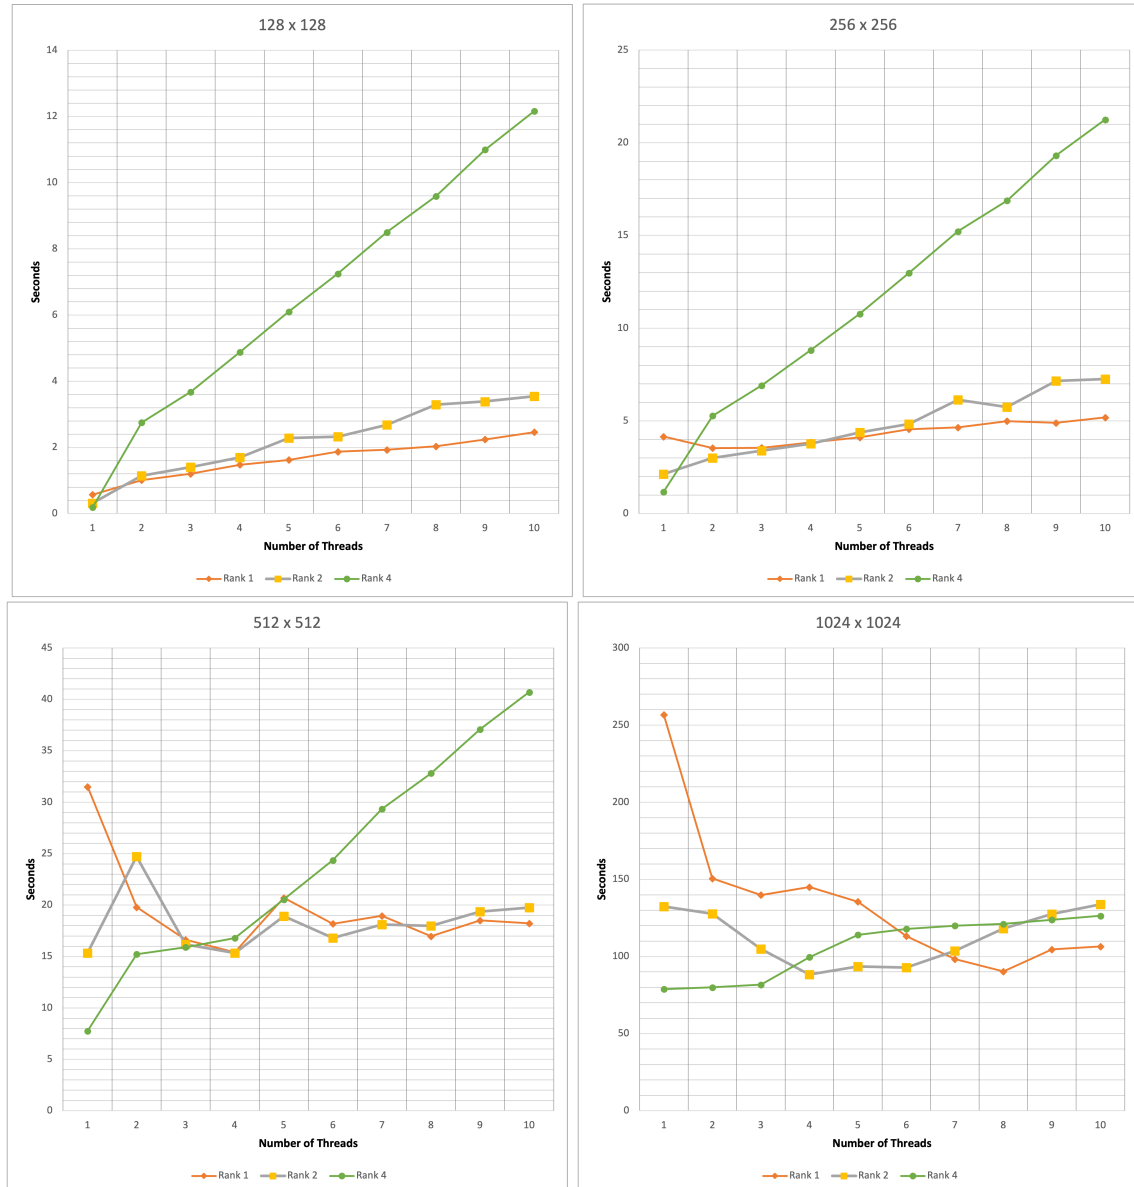 128 x 128
14
12
10
8
6
4
2
0
Seconds
1 2 3 4 5 6 7 8 9 10
Number of Threads
Rank 1 Rank 2 Rank 4
256 x 256
25
20
15
10
5
0
Seconds
1 2 3 4 5 6 7 8 9 10
Number of Threads
Rank 1 Rank 2 Rank 4
512 x 512
45
40
35
30
25
20
15
10
5
0
Seconds
1 2 3 4 5 6 7 8 9 10
Number of Threads
Rank 1 Rank 2 Rank 4
1024 x 1024
300
250
200
150
100
50
0
Seconds
1 2 3 4 5 6 7 8 9 10
Number of Threads
Rank 1 Rank 2 Rank 4